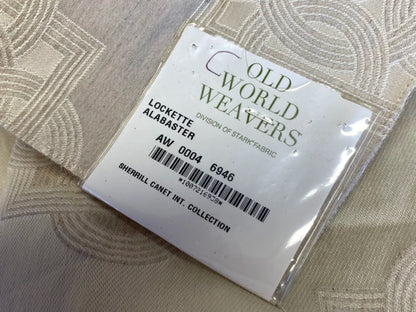 OLD
WORLD
WEAVERS
DIVISION OF STARK FABRIC
LOCKETTE
ALABASTER
AW 0004 6946
SHERRILL CANET INT. COLLECTION